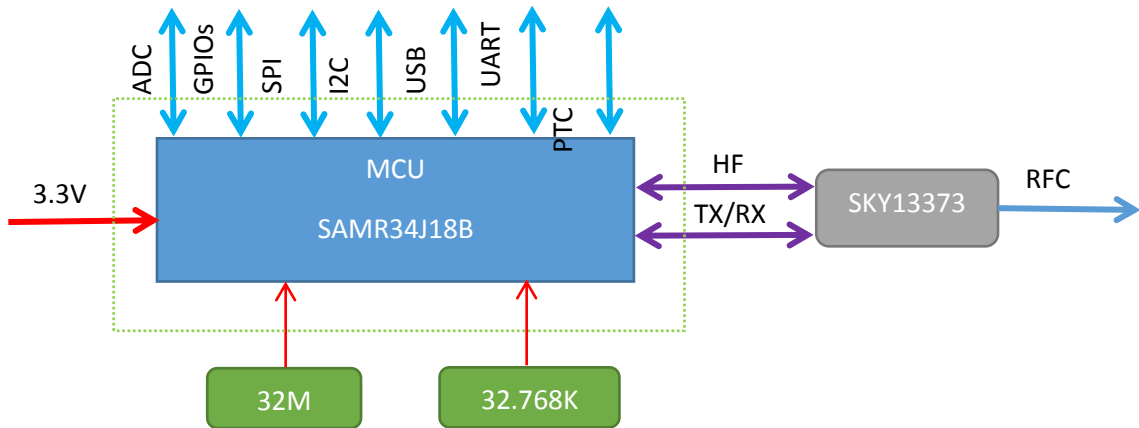 ADC
GPIOs
SPI
I2C
USB
UART
PTC
MCU
SAMR34J18B
3.3V
HF
TX/RX
SKY13373
RFC
32M
32.768K